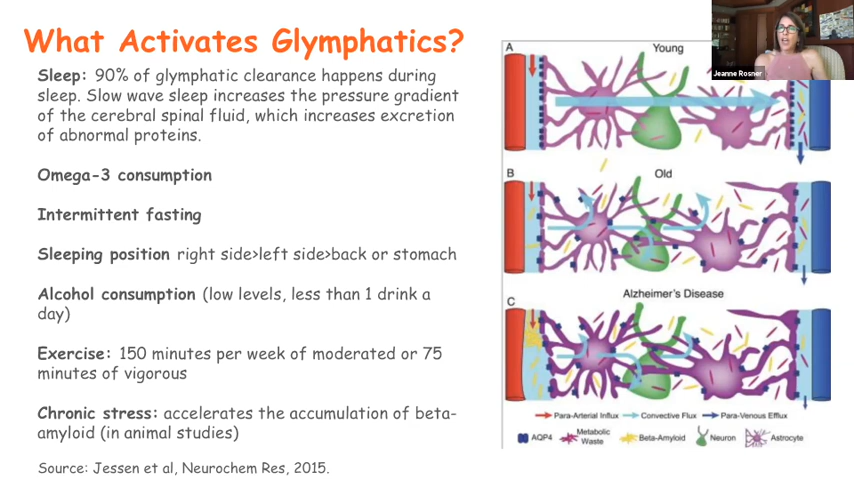 What Activates Glymphatics?
Sleep: 90% of glymphatic clearance happens during
sleep. Slow wave sleep increases the pressure gradient
of the cerebral spinal fluid, which increases excretion
of abnormal proteins.
Omega-3 consumption
Intermittent fasting
Sleeping position right side>left side>back or stomach
Alcohol consumption (low levels, less than 1 drink a
day)
Exercise: 150 minutes per week of moderated or 75
minutes of vigorous
Chronic stress: accelerates the accumulation of beta-
amyloid (in animal studies)
Source: Jessen et al, Neurochem Res, 2015.
A
Young
Jeanne Rosner
B
Old
C
Alzheimer's Disease
Para-Arterial Influx
Convective Flux
Para-Venous Efflux
AQP4
Metabolic
Waste
Beta-Amyloid
Neuron
Astrocyte